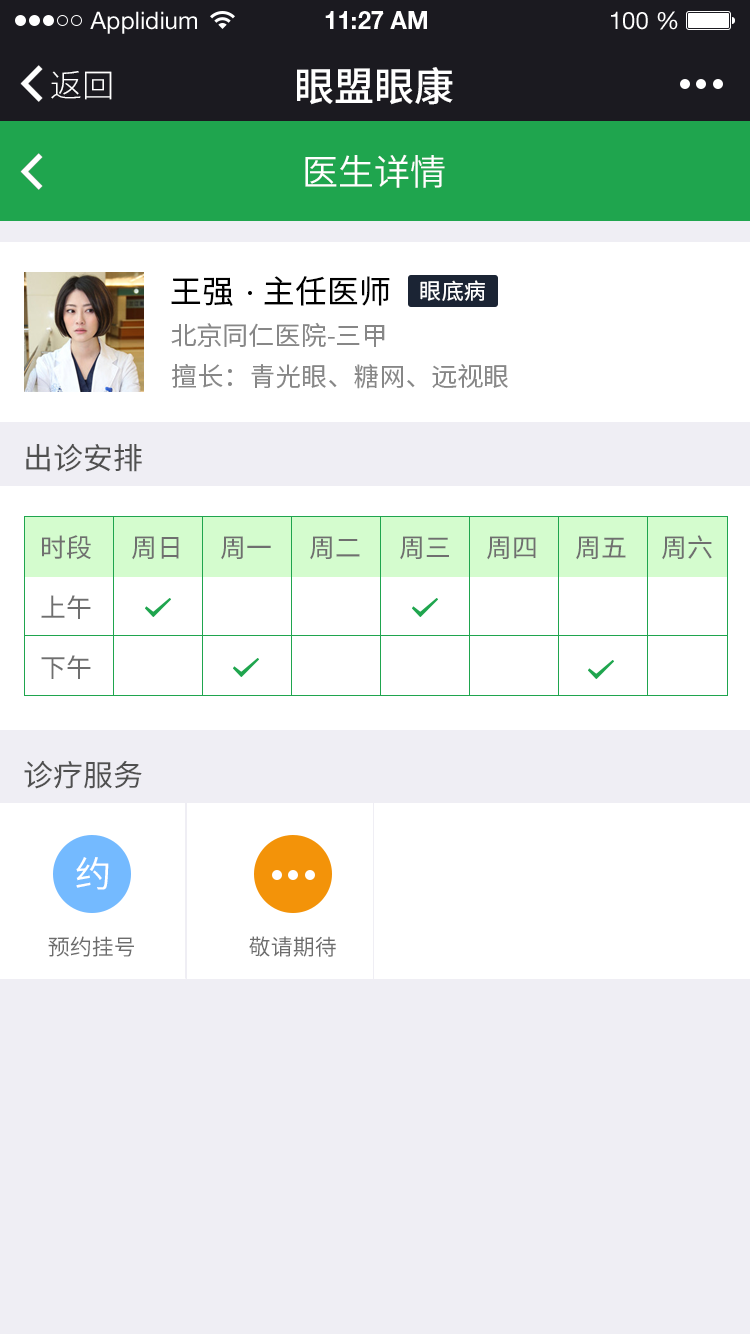 Applidium 11:27 AM 100 %
返回 眼盟眼康
医生详情
王强 · 主任医师 眼底病
北京同仁医院-三甲
擅长：青光眼、糖网、远视眼
出诊安排
时段 周日 周一 周二 周三 周四 周五 周六
上午
下午
诊疗服务
约
预约挂号 敬请期待